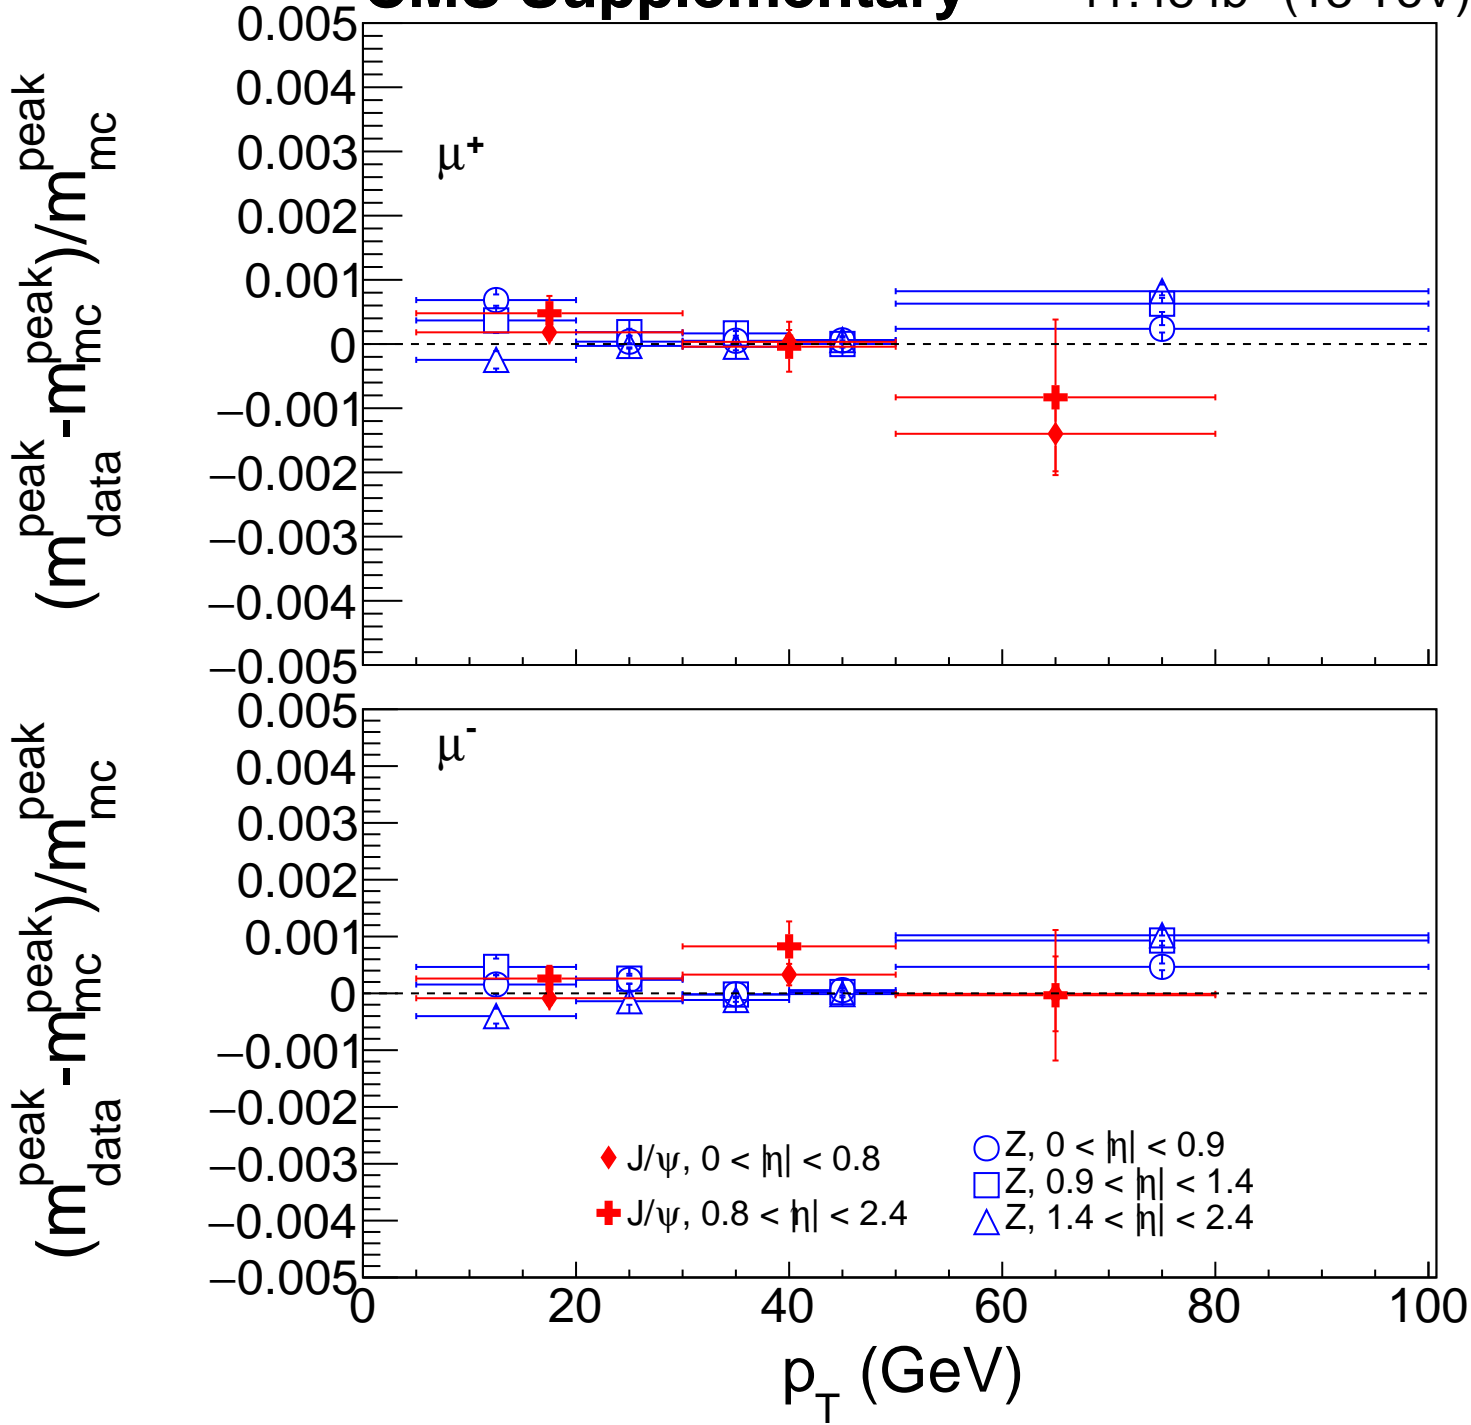 CMS Supplementary
0.005
0.004
0.003
0.002
0.001
0
−0.001
−0.002
−0.003
−0.004
−0.005
(m^peak_data -m^peak_mc)/m^peak_mc
μ+
0.005
0.004
0.003
0.002
0.001
0
−0.001
−0.002
−0.003
−0.004
−0.005
(m^peak_data -m^peak_mc)/m^peak_mc
μ-
J/ψ, 0 < |η| < 0.8
J/ψ, 0.8 < |η| < 2.4
Z, 0 < |η| < 0.9
Z, 0.9 < |η| < 1.4
Z, 1.4 < |η| < 2.4
0 20 40 60 80 100
p_T (GeV)